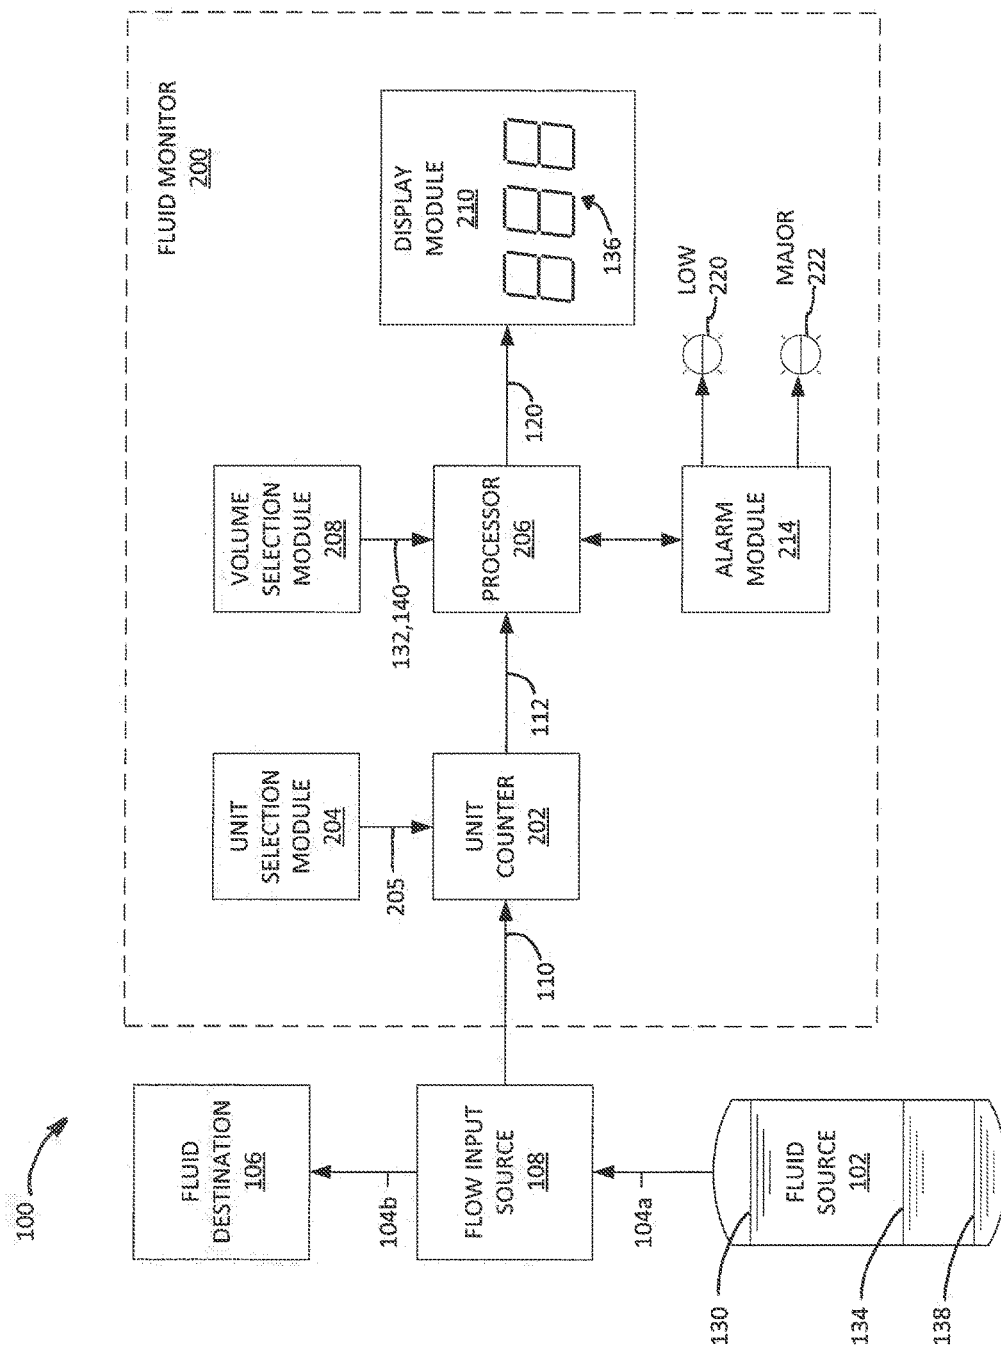 100
FLUID MONITOR
200
FLUID
DESTINATION
106
104b
FLOW INPUT
SOURCE
108
104a
FLUID
SOURCE
102
130
134
138
110
UNIT
SELECTION
MODULE
204
205
UNIT
COUNTER
202
112
VOLUME
SELECTION
MODULE
208
132,140
PROCESSOR
206
120
DISPLAY
MODULE
210
136
ALARM
MODULE
214
LOW
220
MAJOR
222